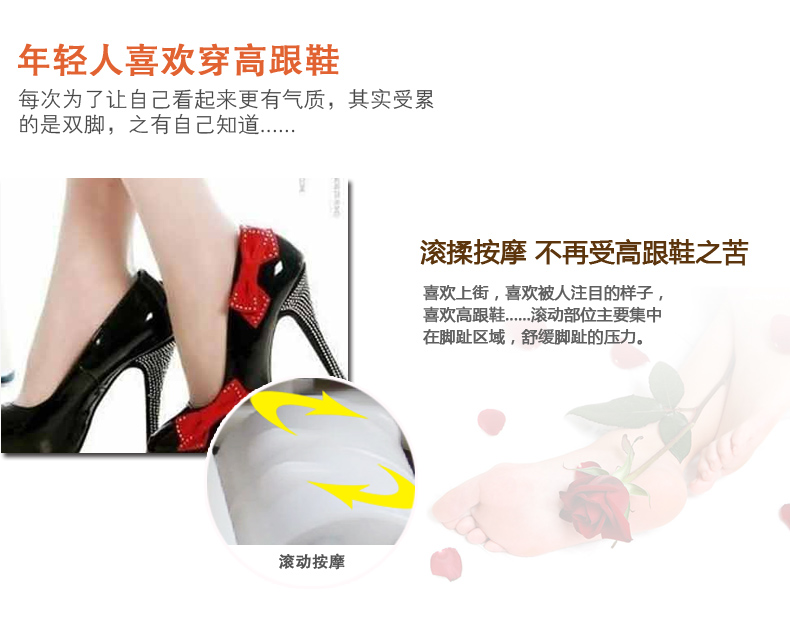 年轻人喜欢穿高跟鞋
每次为了让自己看起来更有气质，其实受累
的是双脚，之有自己知道......
滚揉按摩 不再受高跟鞋之苦
喜欢上街，喜欢被人注目的样子，
喜欢高跟鞋......滚动部位主要集中
在脚趾区域，舒缓脚趾的压力。
滚动按摩